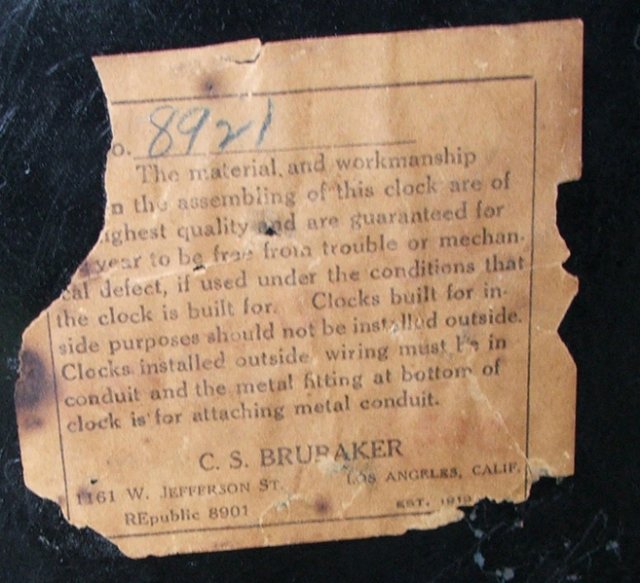 o. 8921
The material, and workmanship
n the assembling of this clock are of
ighest quality and are guaranteed for
year to be free from trouble or mechan-
cal defect, if used under the conditions that
the clock is built for. Clocks built for in-
side purposes should not be installed outside.
Clocks installed outside, wiring must be in
conduit and the metal fitting at bottom of
clock is for attaching metal conduit.
C. S. BRUBAKER
1161 W. JEFFERSON ST. LOS ANGELES, CALIF.
REpublic 8901 EST.